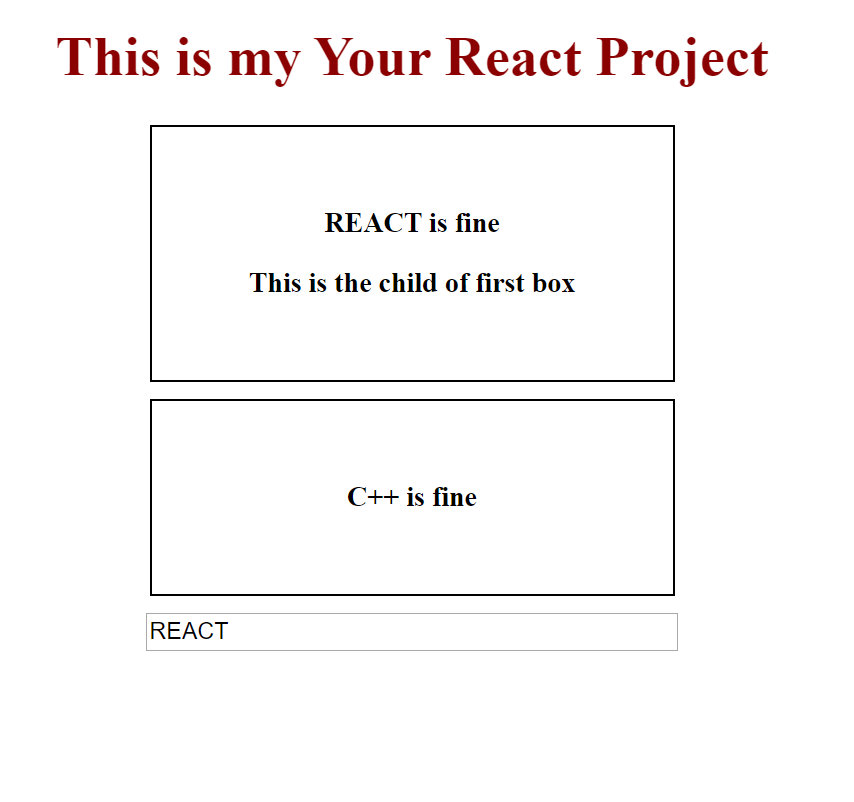 This is my Your React Project
REACT is fine
This is the child of first box
C++ is fine
REACT